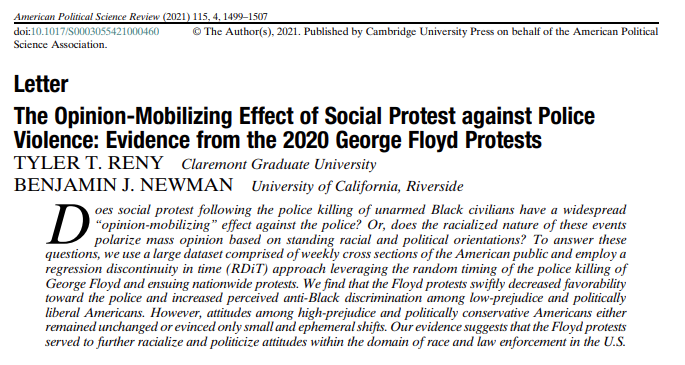 American Political Science Review (2021) 115, 4, 1499–1507
doi:10.1017/S0003055421000460 © The Author(s), 2021. Published by Cambridge University Press on behalf of the American Political
Science Association.
Letter
The Opinion-Mobilizing Effect of Social Protest against Police
Violence: Evidence from the 2020 George Floyd Protests
TYLER T. RENY Claremont Graduate University
BENJAMIN J. NEWMAN University of California, Riverside
Does social protest following the police killing of unarmed Black civilians have a widespread
“opinion-mobilizing” effect against the police? Or, does the racialized nature of these events
polarize mass opinion based on standing racial and political orientations? To answer these
questions, we use a large dataset comprised of weekly cross sections of the American public and employ a
regression discontinuity in time (RDiT) approach leveraging the random timing of the police killing of
George Floyd and ensuing nationwide protests. We find that the Floyd protests swiftly decreased favorability
toward the police and increased perceived anti-Black discrimination among low-prejudice and politically
liberal Americans. However, attitudes among high-prejudice and politically conservative Americans either
remained unchanged or evinced only small and ephemeral shifts. Our evidence suggests that the Floyd protests
served to further racialize and politicize attitudes within the domain of race and law enforcement in the U.S.